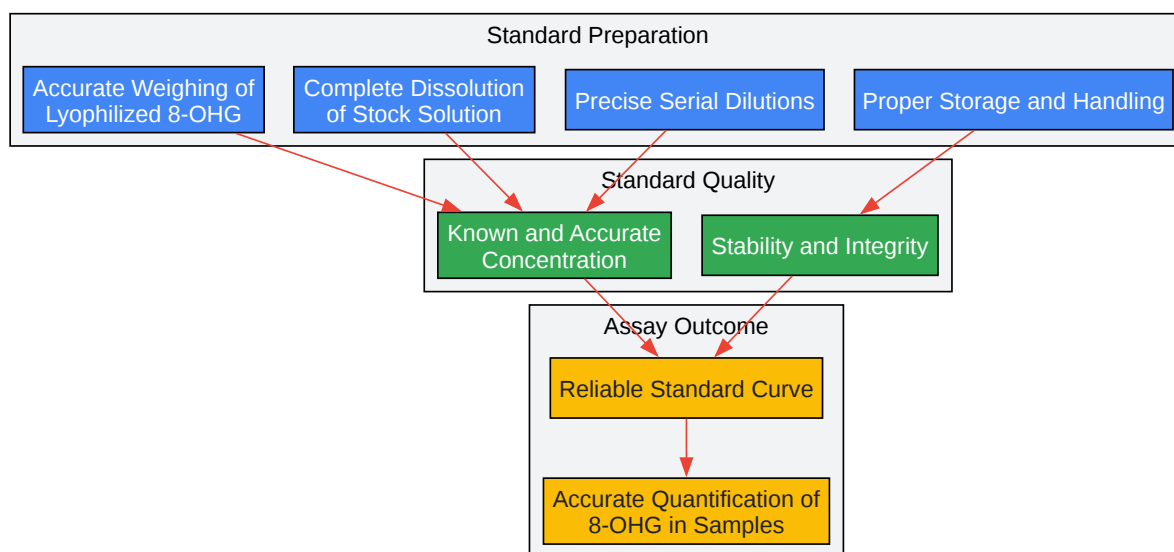 Standard Preparation
Accurate Weighing of
Lyophilized 8-OHG
Complete Dissolution
of Stock Solution
Precise Serial Dilutions
Proper Storage and Handling
Standard Quality
Known and Accurate
Concentration
Stability and Integrity
Assay Outcome
Reliable Standard Curve
Accurate Quantification of
8-OHG in Samples